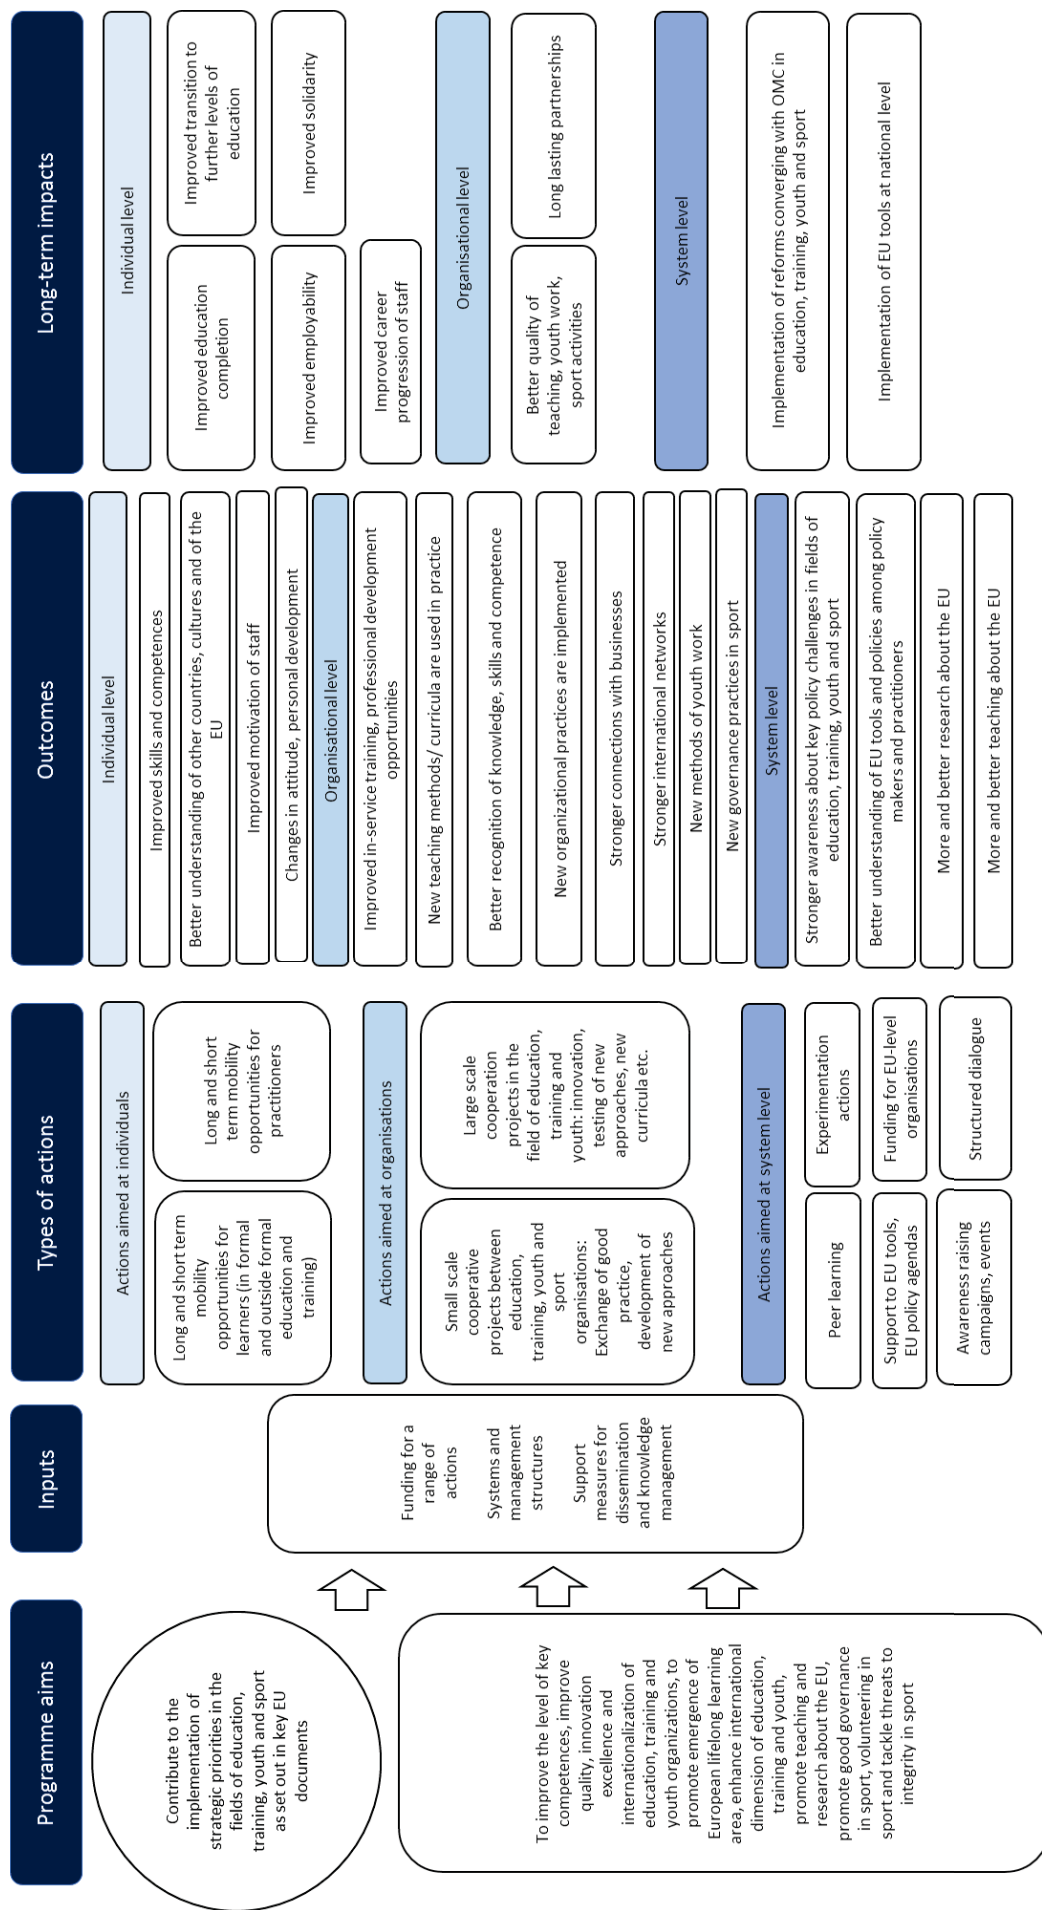 Programme aims
Contribute to the
implementation of
strategic priorities in the
fields of education,
training, youth and sport
as set out in key EU
documents
To improve the level of key
competences, improve
quality, innovation
excellence and
internationalization of
education, training and
youth organizations, to
promote emergence of
European lifelong learning
area, enhance international
dimension of education,
training and youth,
promote teaching and
research about the EU,
promote good governance
in sport, volunteering in
sport and tackle threats to
integrity in sport
Inputs
Funding for a
range of
actions
Systems and
management
structures
Support
measures for
dissemination
and knowledge
management
Types of actions
Actions aimed at individuals
Long and short term
mobility
opportunities for
learners (in formal
and outside formal
education and
training)
Long and short
term mobility
opportunities for
practitioners
Actions aimed at organisations
Small scale
cooperative
projects between
education,
training, youth and
sport
organisations:
Exchange of good
practice,
development of
new approaches
Large scale
cooperation
projects in the
field of education,
training and
youth: innovation,
testing of new
approaches, new
curricula etc.
Actions aimed at system level
Peer learning
Experimentation
actions
Support to EU tools,
EU policy agendas
Funding for EU-level
organisations
Awareness raising
campaigns, events
Structured dialogue
Outcomes
Individual level
Improved skills and competences
Better understanding of other countries, cultures and of the
EU
Improved motivation of staff
Changes in attitude, personal development
Organisational level
Improved in-service training, professional development
opportunities
New teaching methods/ curricula are used in practice
Better recognition of knowledge, skills and competence
New organizational practices are implemented
Stronger connections with businesses
Stronger international networks
New methods of youth work
New governance practices in sport
System level
Stronger awareness about key policy challenges in fields of
education, training, youth and sport
Better understanding of EU tools and policies among policy
makers and practitioners
More and better research about the EU
More and better teaching about the EU
Long-term impacts
Individual level
Improved education
completion
Improved transition to
further levels of
education
Improved employability
Improved solidarity
Improved career
progression of staff
Organisational level
Better quality of
teaching, youth work,
sport activities
Long lasting partnerships
System level
Implementation of reforms converging with OMC in
education, training, youth and sport
Implementation of EU tools at national level